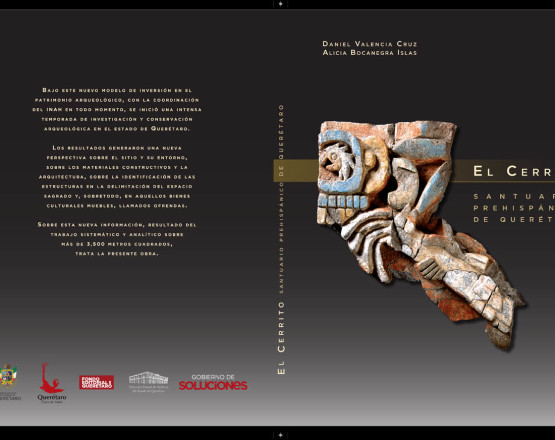 Bajo este nuevo modelo de inversión en el
patrimonio arqueológico, con la coordinación
del INAH en todo momento, se inició una intensa
temporada de investigación y conservación
arqueológica en el estado de Querétaro.
Los resultados generaron una nueva
perspectiva sobre el sitio y su entorno,
sobre los materiales constructivos y la
arquitectura, sobre la identificación de las
estructuras en la delimitación del espacio
sagrado y, sobretodo, en aquellos bienes
culturales muebles, llamados ofrendas.
Sobre esta nueva información, resultado del
trabajo sistemático y analítico sobre
más de 3,500 metros cuadrados,
trata la presente obra.
Querétaro
FONDO
EDITORIAL
QUERÉTARO
GOBIERNO DE
SOLUCIONES
El Cerrito SANTUARIO PREHISPÁNICO DE QUERÉTARO
Daniel Valencia Cruz
Alicia Bocanegra Islas
El Cerr
SANTUAR
PREHISPÁN
DE QUERÉT